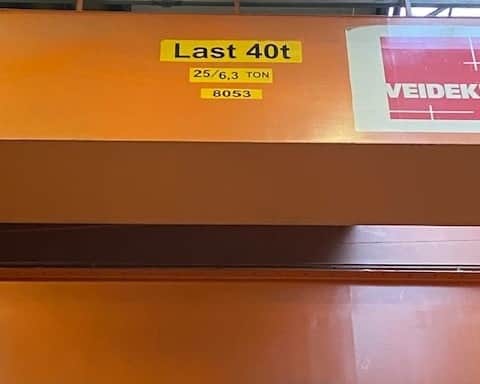 Last 40t
25/6,3 TON
8053
VEIDEK